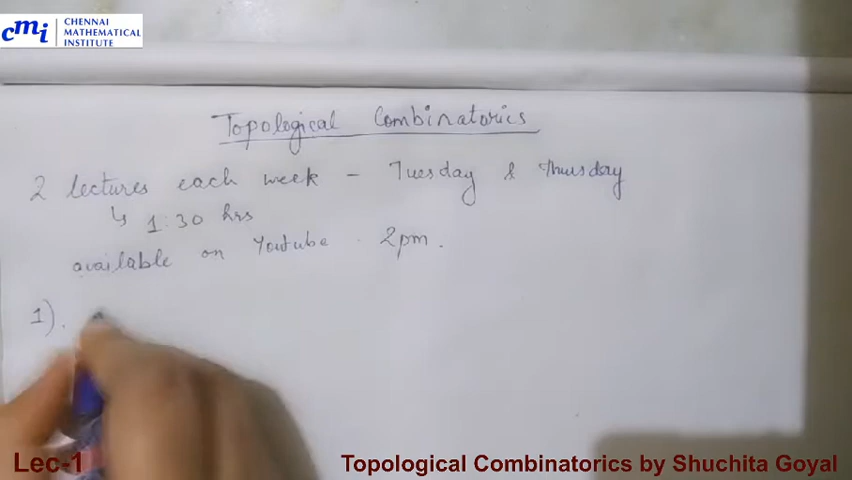 cmi CHENNAI
MATHEMATICAL
INSTITUTE
Topological Combinatorics
2 lectures each week - Tuesday & Thursday
↳ 1:30 hrs
available on Youtube - 2pm.
1).
Lec-1
Topological Combinatorics by Shuchita Goyal